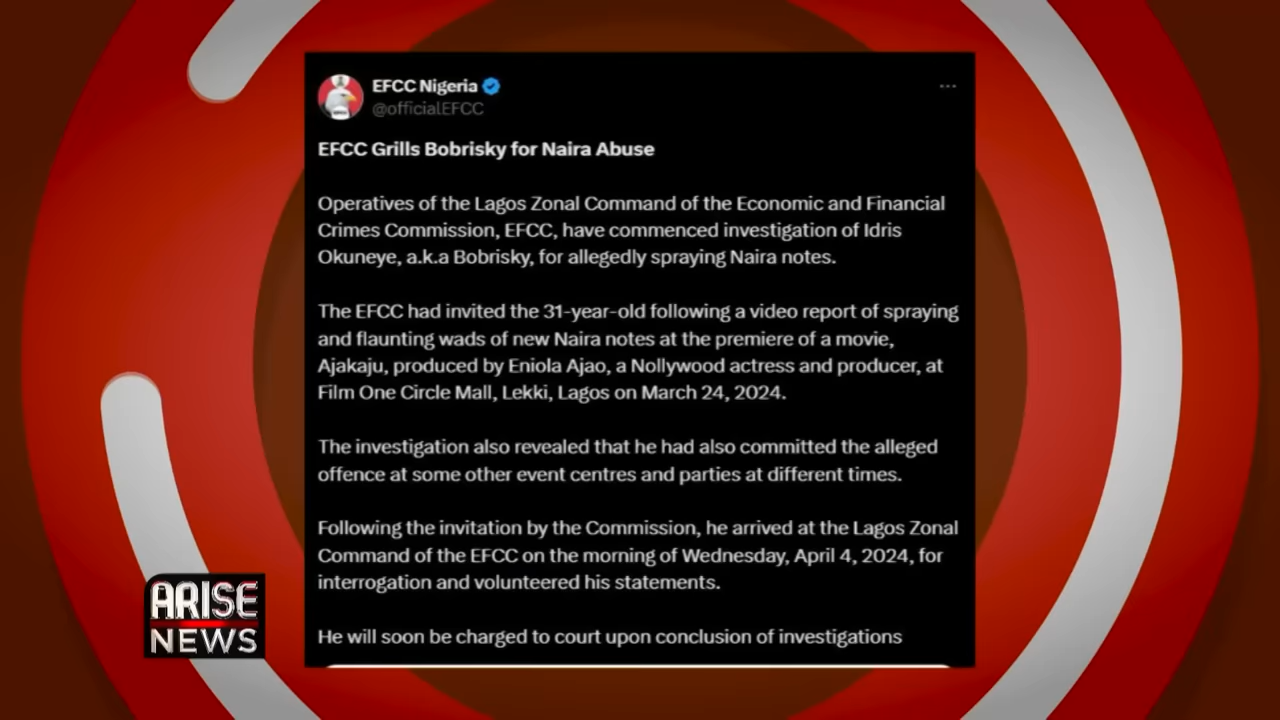 EFCC Nigeria
@officialEFCC
EFCC Grills Bobrisky for Naira Abuse
Operatives of the Lagos Zonal Command of the Economic and Financial
Crimes Commission, EFCC, have commenced investigation of Idris
Okuneye, a.k.a Bobrisky, for allegedly spraying Naira notes.
The EFCC had invited the 31-year-old following a video report of spraying
and flaunting wads of new Naira notes at the premiere of a movie,
Ajakaju, produced by Eniola Ajao, a Nollywood actress and producer, at
Film One Circle Mall, Lekki, Lagos on March 24, 2024.
The investigation also revealed that he had also committed the alleged
offence at some other event centres and parties at different times.
Following the invitation by the Commission, he arrived at the Lagos Zonal
Command of the EFCC on the morning of Wednesday, April 4, 2024, for
interrogation and volunteered his statements.
He will soon be charged to court upon conclusion of investigations
ARISE
NEWS